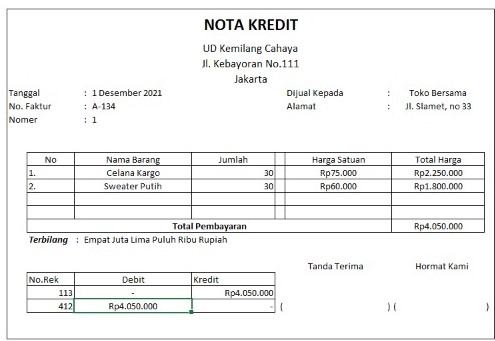 NOTA KREDIT
UD Kemilang Cahaya
Jl. Kebayoran No.111
Jakarta
Tanggal : 1 Desember 2021 Dijual Kepada : Toko Bersama
No. Faktur : A-134 Alamat : Jl. Slamet, no 33
Nomer : 1
No Nama Barang Jumlah Harga Satuan Total Harga
1. Celana Kargo 30 Rp75.000 Rp2.250.000
2. Sweater Putih 30 Rp60.000 Rp1.800.000
Total Pembayaran Rp4.050.000
Terbilang : Empat Juta Lima Puluh Ribu Rupiah
Tanda Terima Hormat Kami
No.Rek Debit Kredit
113 - Rp4.050.000
412 Rp4.050.000 - ( ) ( )